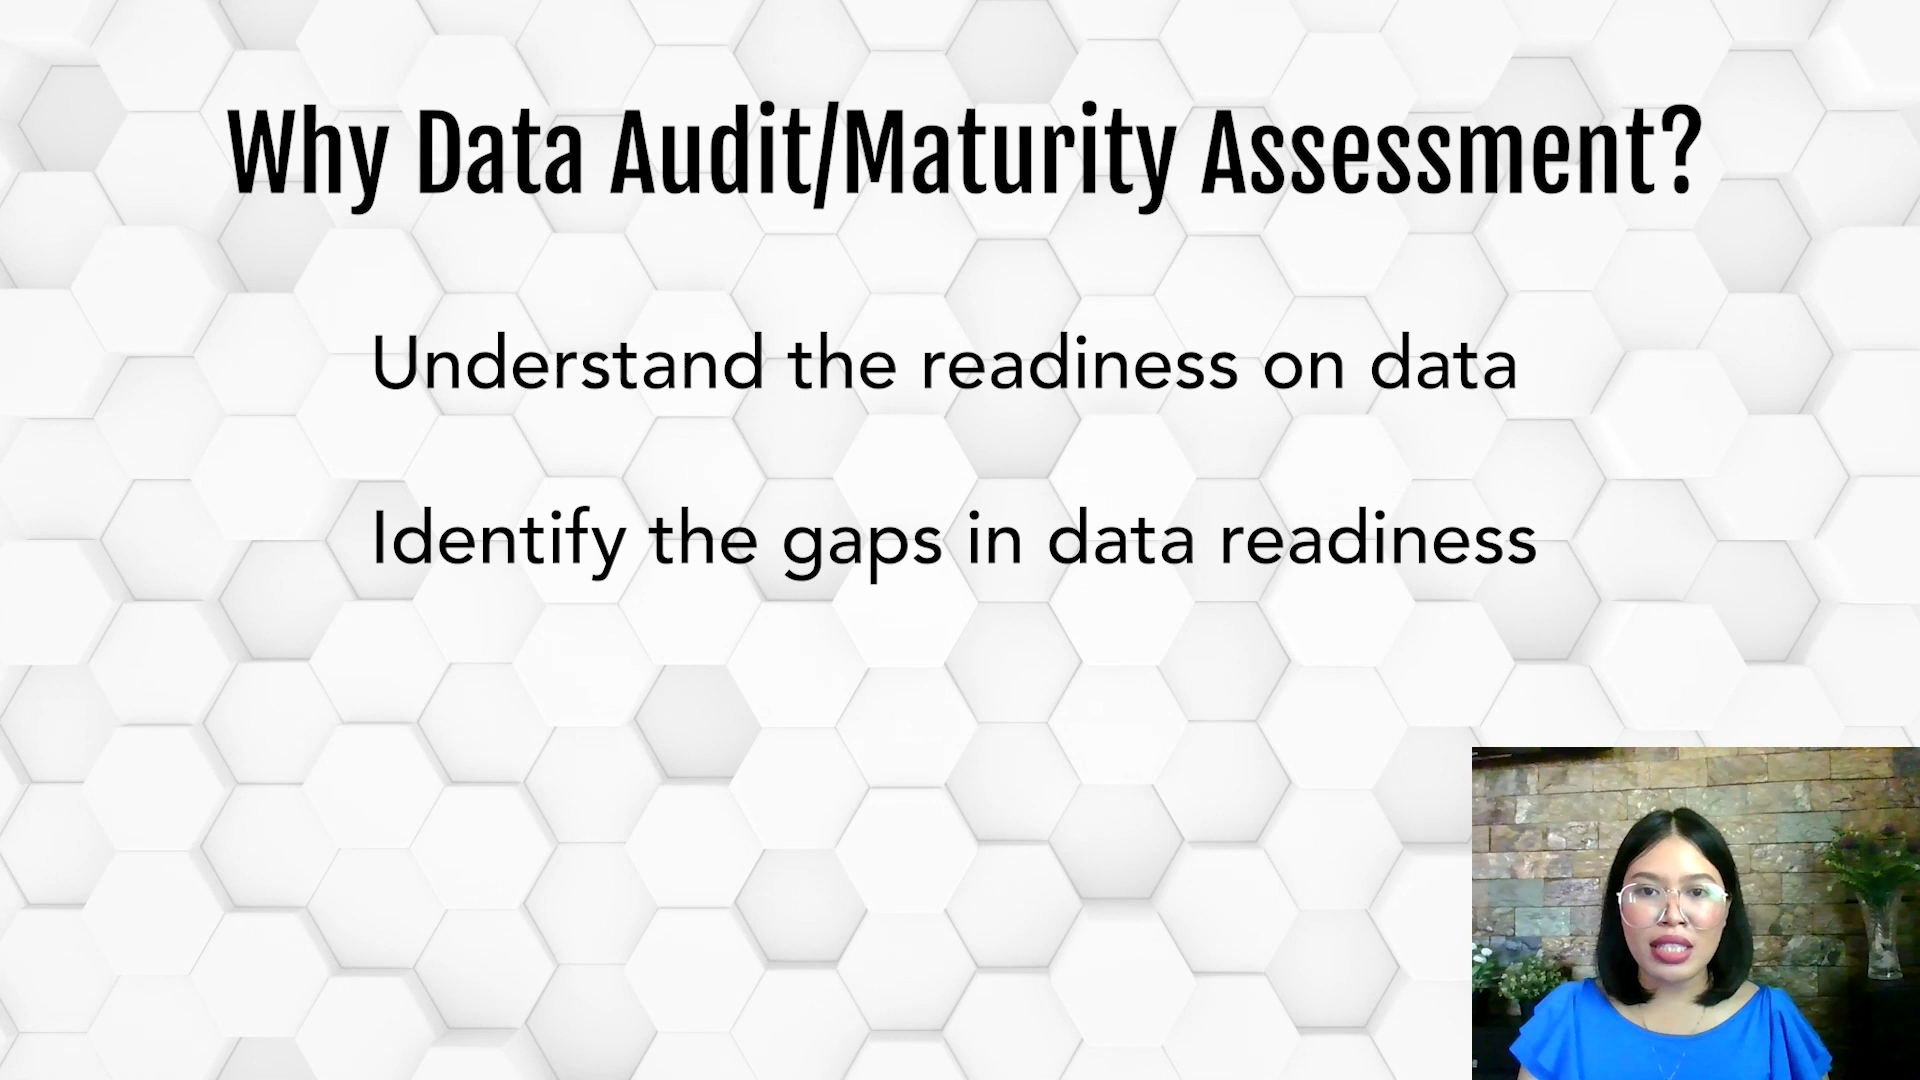 Why Data Audit/Maturity Assessment?
Understand the readiness on data
Identify the gaps in data readiness